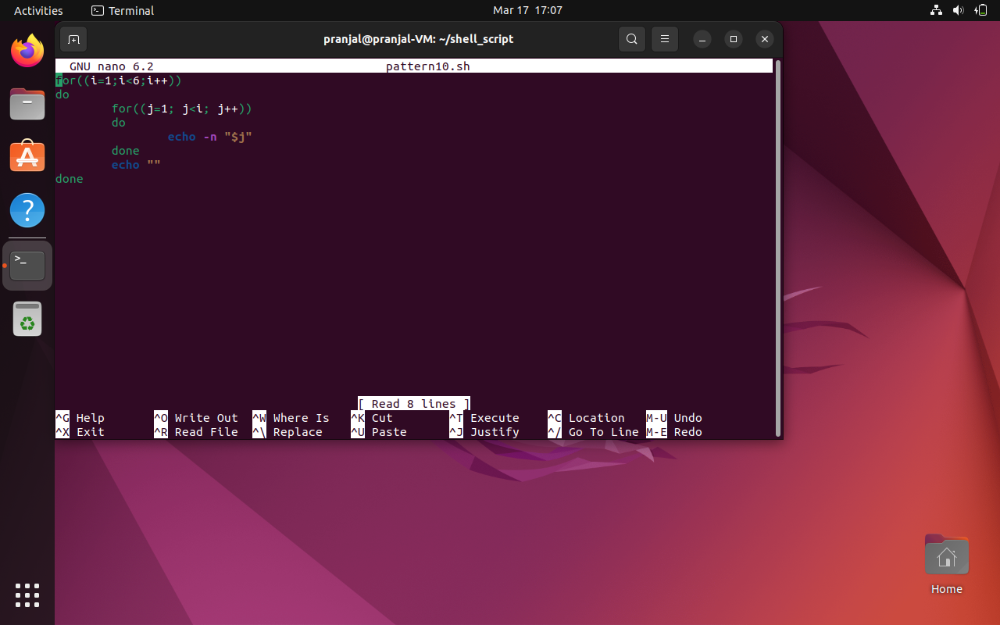 Activities Terminal Mar 17 17:07
pranjal@pranjal-VM: ~/shell_script
GNU nano 6.2 pattern10.sh
for((i=1;i<6;i++))
do
        for((j=1; j<i; j++))
        do
                echo -n "$j"
        done
        echo ""
done
[ Read 8 lines ]
^G Help ^O Write Out ^W Where Is ^K Cut ^T Execute ^C Location M-U Undo
^X Exit ^R Read File ^\ Replace ^U Paste ^J Justify ^/ Go To Line M-E Redo
Home